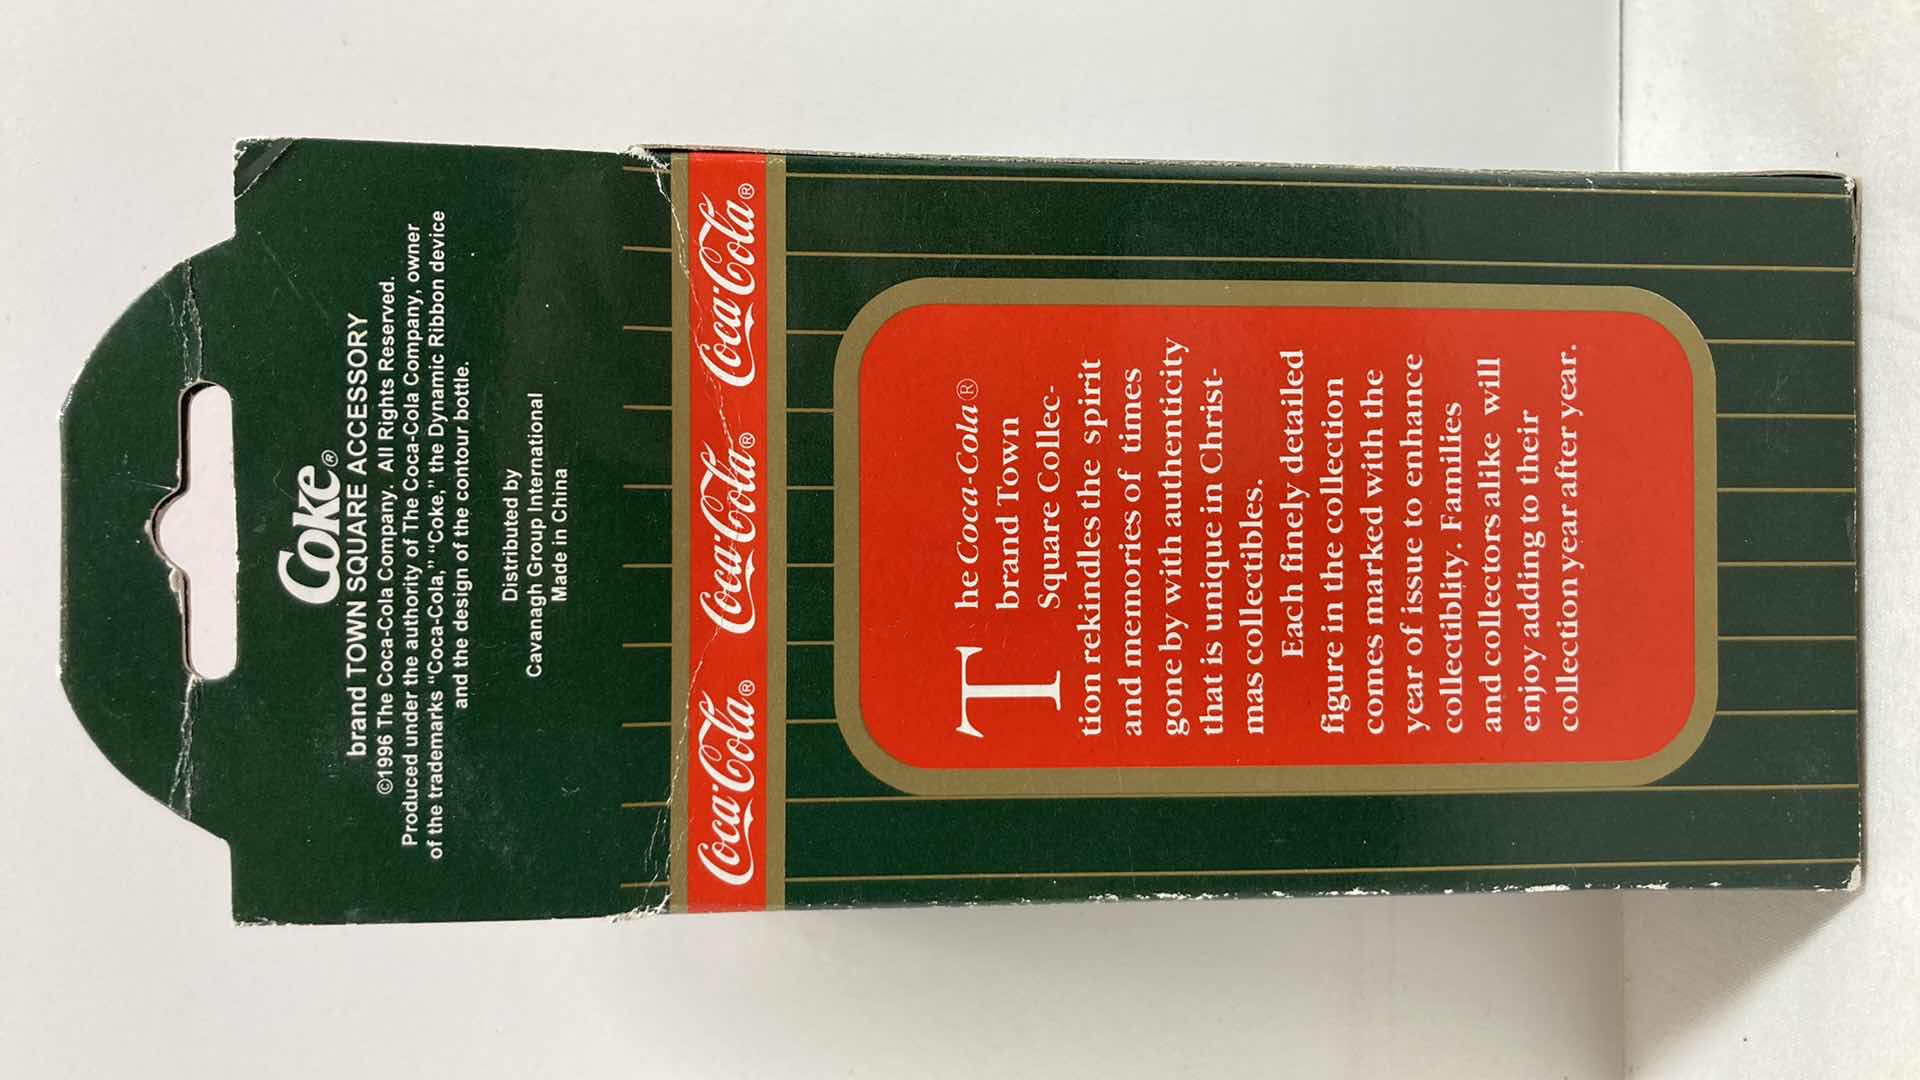 Coke®
brand TOWN SQUARE ACCESSORY
©1996 The Coca-Cola Company. All Rights Reserved.
Produced under the authority of The Coca-Cola Company, owner
of the trademarks “Coca-Cola,” “Coke,” the Dynamic Ribbon device
and the design of the contour bottle.
Distributed by
Cavanagh Group International
Made in China
Coca-Cola® Coca-Cola® Coca-Cola®
The Coca-Cola®
brand Town
Square Collec-
tion rekindles the spirit
and memories of times
gone by with authenticity
that is unique in Christ-
mas collectibles.
Each finely detailed
figure in the collection
comes marked with the
year of issue to enhance
collectiblity. Families
and collectors alike will
enjoy adding to their
collection year after year.